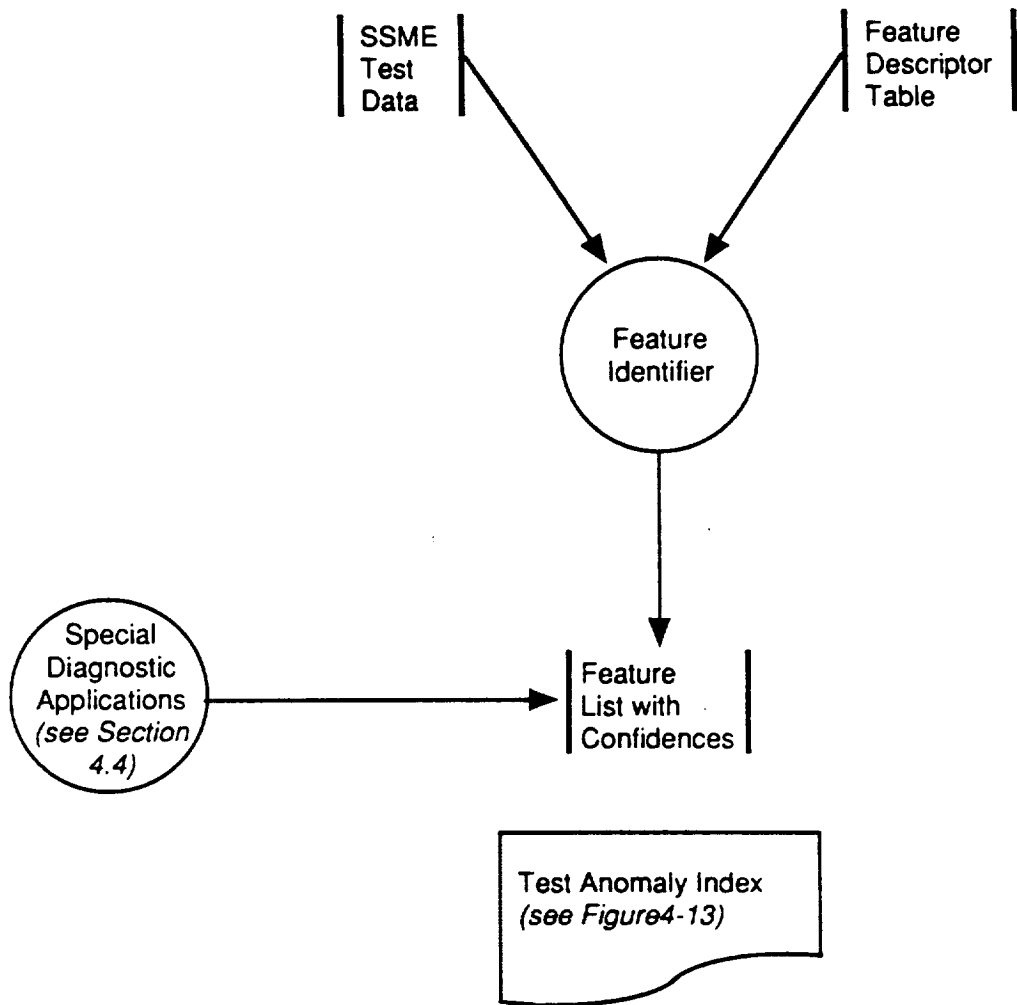 SSME
Test
Data
Feature
Descriptor
Table
Feature
Identifier
Special
Diagnostic
Applications
(see Section
4.4)
Feature
List with
Confidences
Test Anomaly Index
(see Figure4-13)